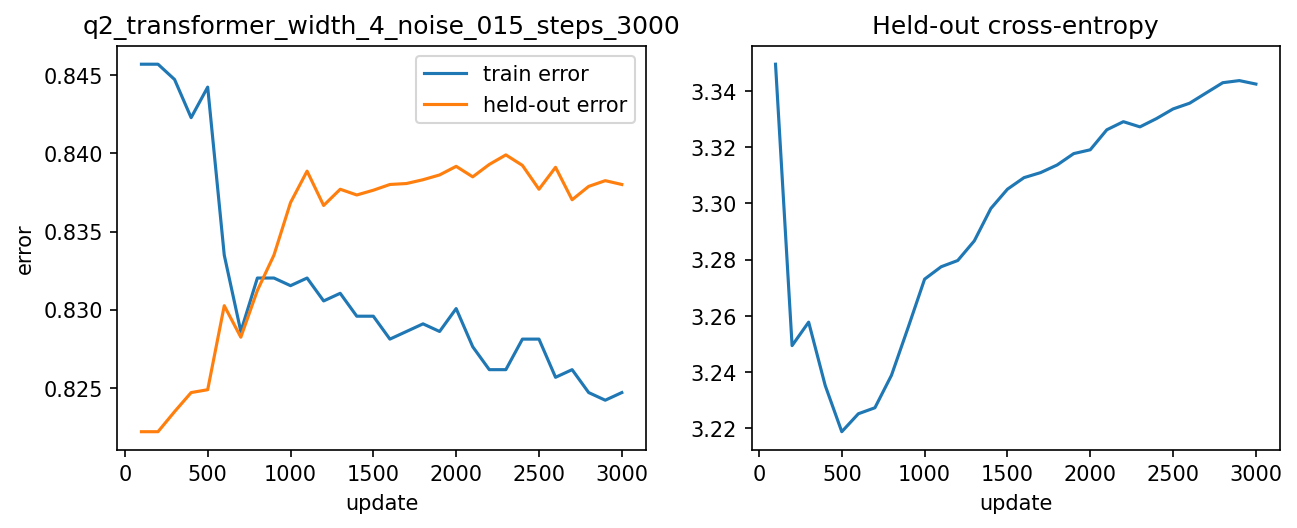 q2_transformer_width_4_noise_015_steps_3000
train error
held-out error
0.845
0.840
0.835
0.830
0.825
error
0 500 1000 1500 2000 2500 3000
update
Held-out cross-entropy
3.34
3.32
3.30
3.28
3.26
3.24
3.22
0 500 1000 1500 2000 2500 3000
update